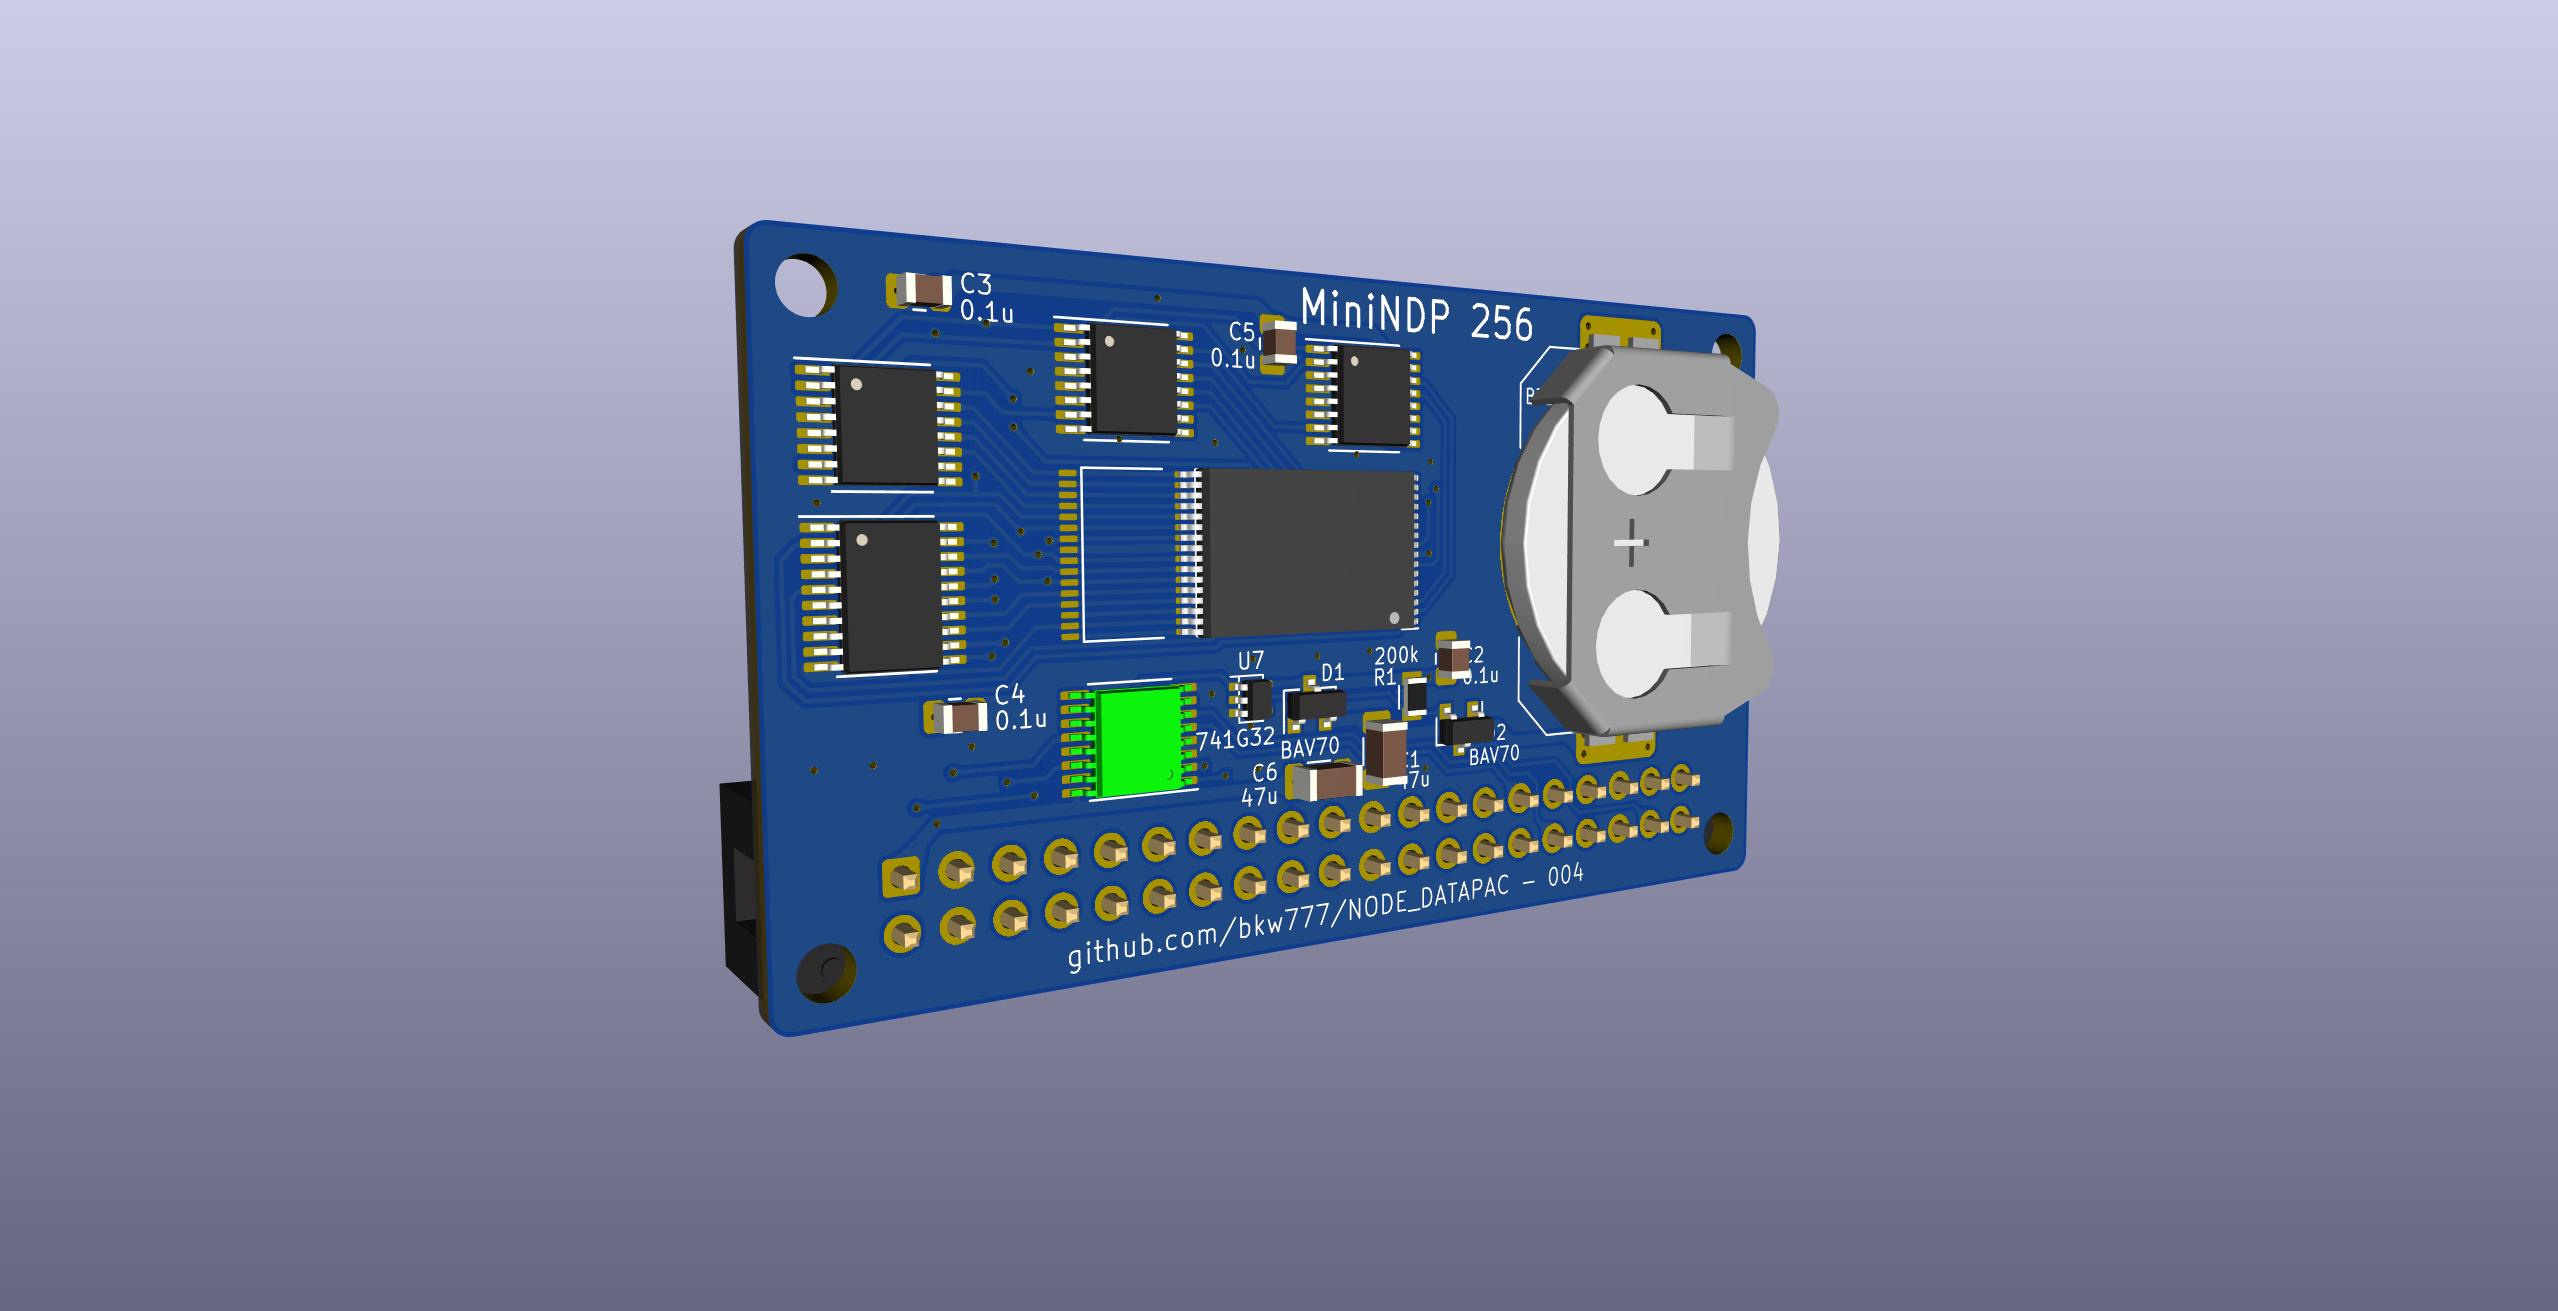 C3
0.1u
MiniNDP 256
C5
0.1u
U7
D1
200k
R1
0.1u
C4
0.1u
741G32
BAV70
BAV70
C6
47u
47u
github.com/bkw777/NODE_DATAPAC - 004